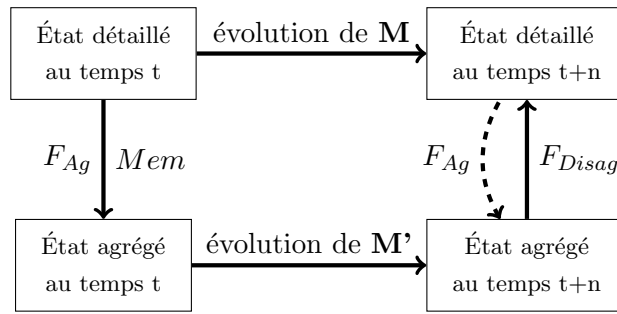 État détaillé
au temps t
évolution de M
État détaillé
au temps t+n
F_Ag Mem
F_Ag F_Disag
État agrégé
au temps t
évolution de M'
État agrégé
au temps t+n